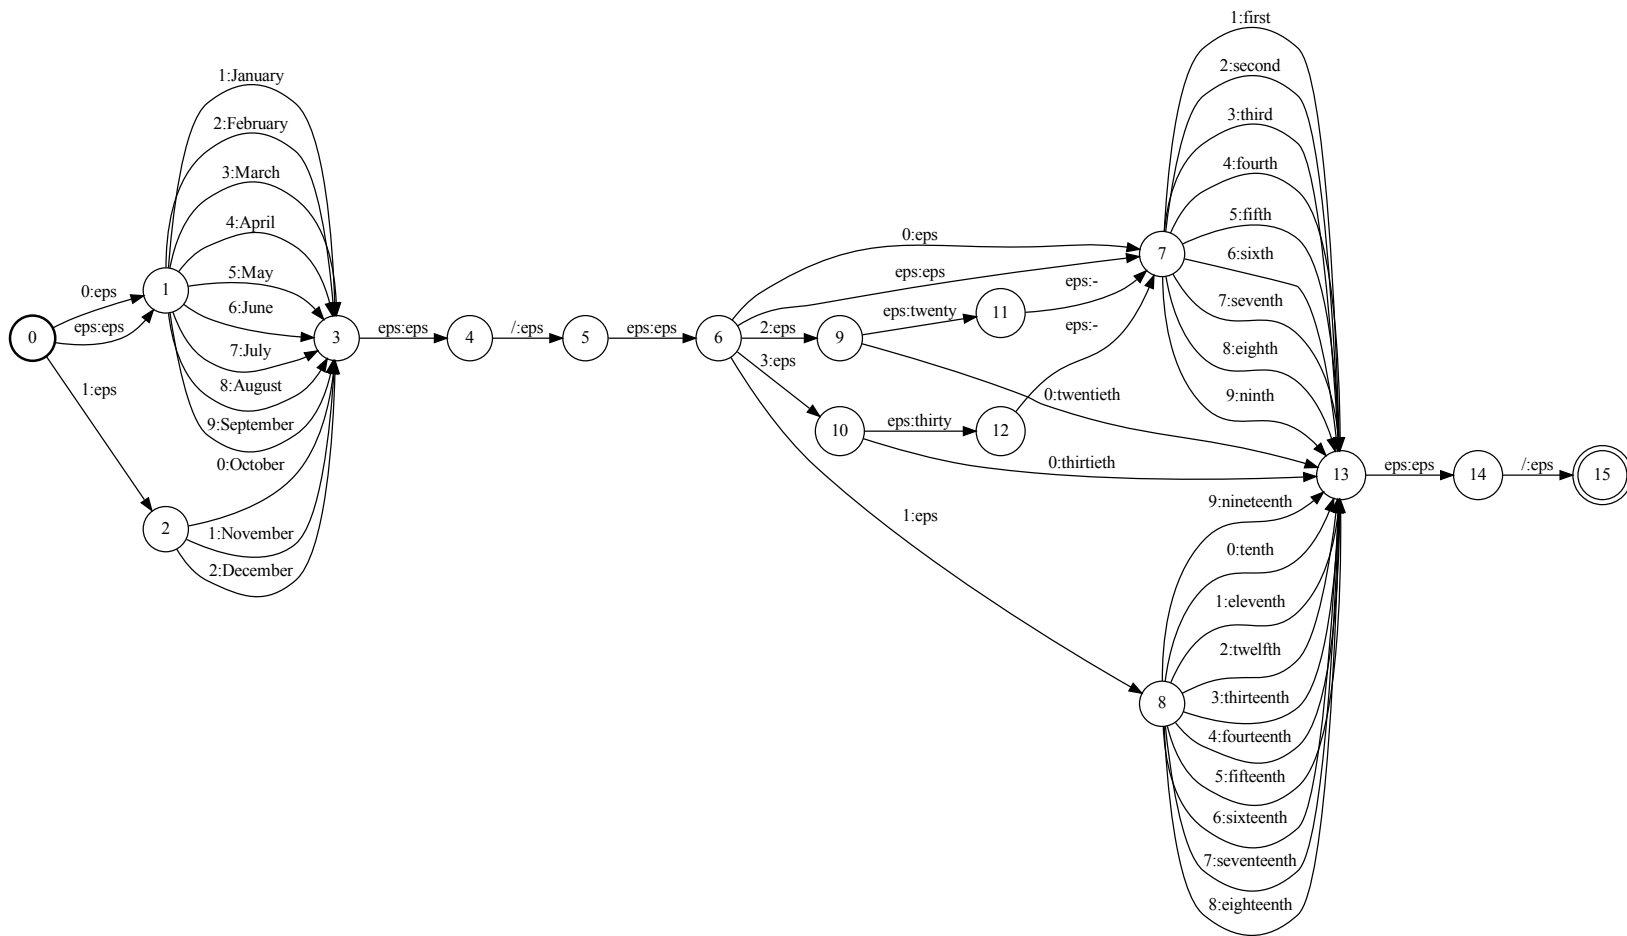 0
0:eps
eps:eps
1:eps
1
2
1:January
2:February
3:March
4:April
5:May
6:June
7:July
8:August
9:September
0:October
1:November
2:December
3
eps:eps
4
/:eps
5
eps:eps
6
0:eps
eps:eps
2:eps
3:eps
1:eps
9
eps:twenty
11
eps:-
10
eps:thirty
12
eps:-
0:twentieth
0:thirtieth
7
1:first
2:second
3:third
4:fourth
5:fifth
6:sixth
7:seventh
8:eighth
9:ninth
8
9:nineteenth
0:tenth
1:eleventh
2:twelfth
3:thirteenth
4:fourteenth
5:fifteenth
6:sixteenth
7:seventeenth
8:eighteenth
13
eps:eps
14
/:eps
15